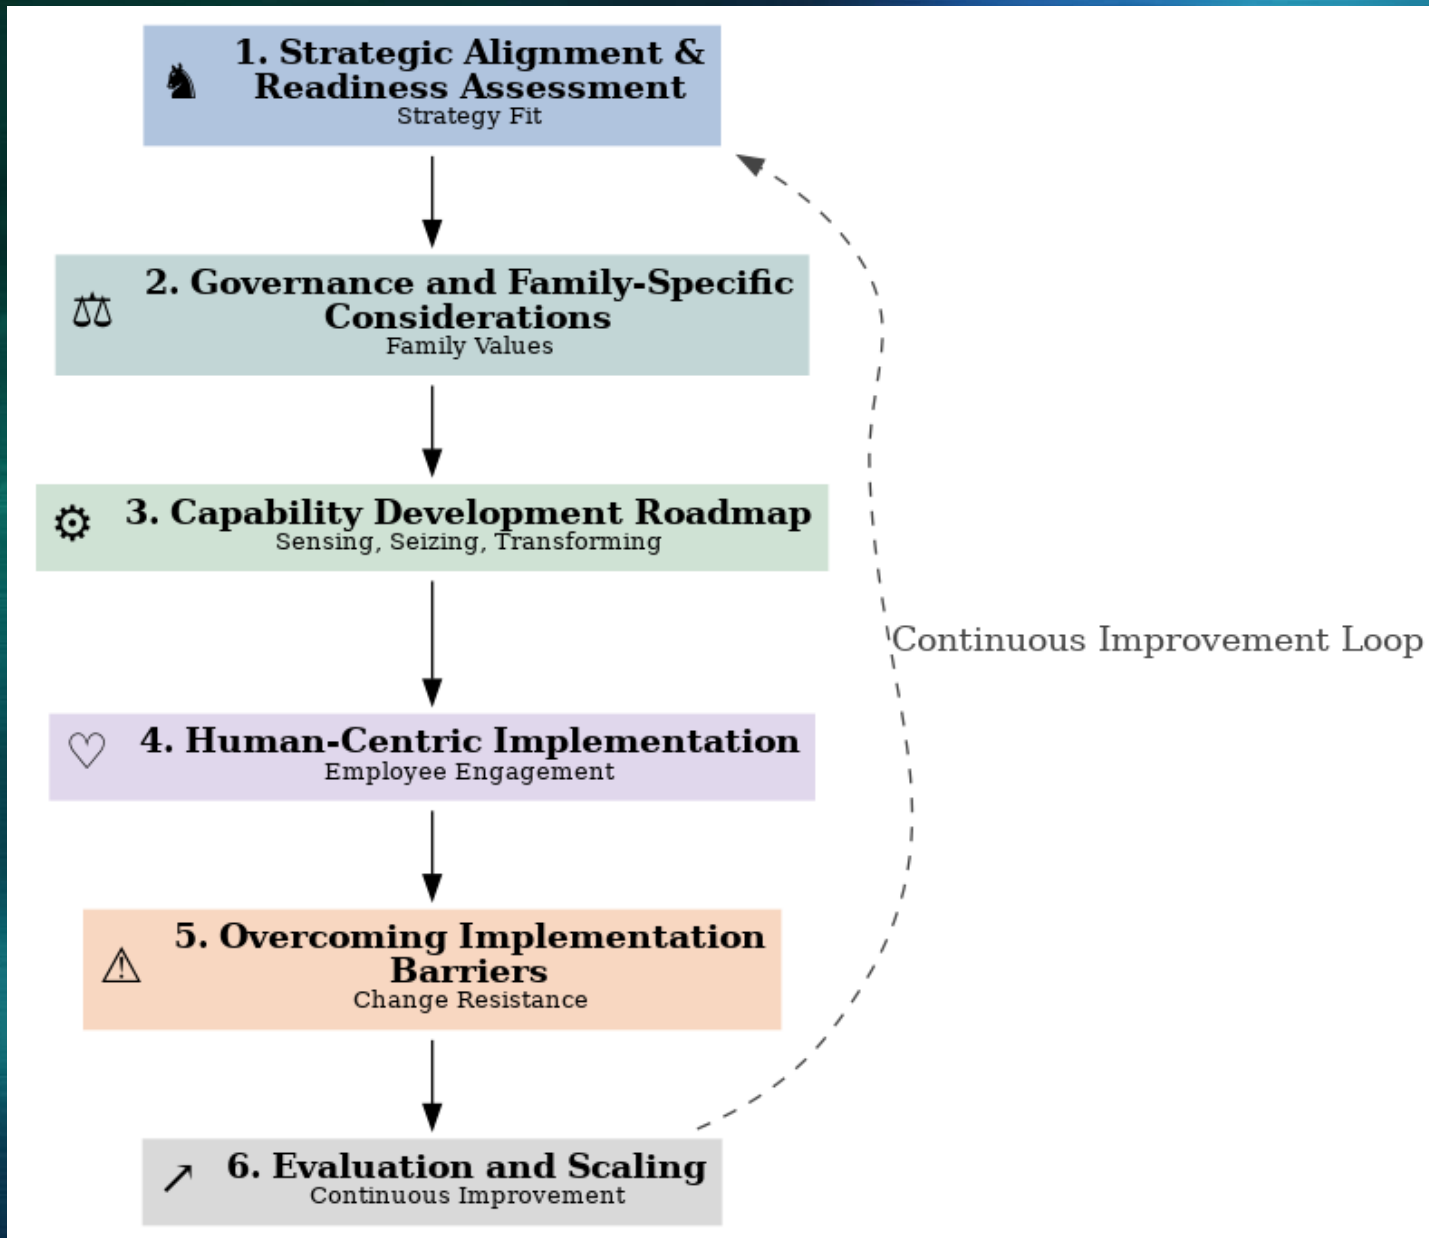 1. Strategic Alignment &
Readiness Assessment
Strategy Fit
2. Governance and Family-Specific
Considerations
Family Values
3. Capability Development Roadmap
Sensing, Seizing, Transforming
Continuous Improvement Loop
4. Human-Centric Implementation
Employee Engagement
5. Overcoming Implementation
Barriers
Change Resistance
6. Evaluation and Scaling
Continuous Improvement